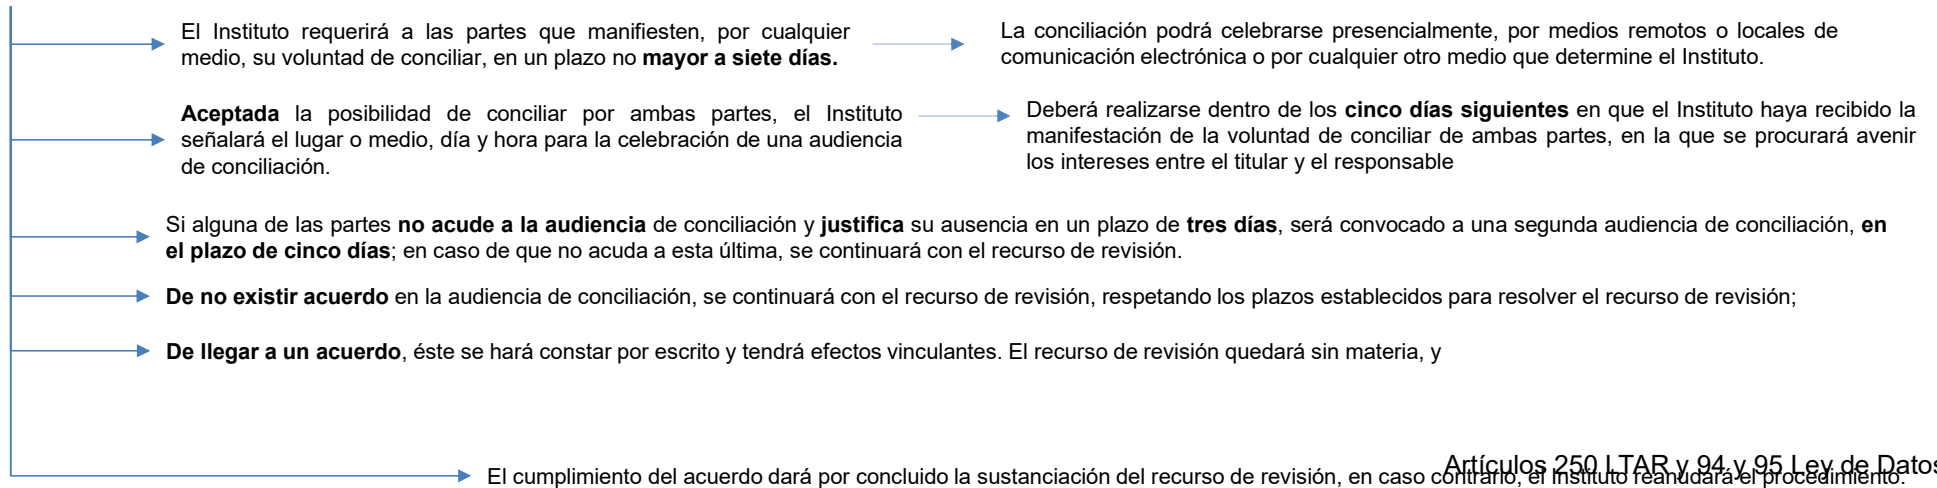 El Instituto requerirá a las partes que manifiesten, por cualquier
medio, su voluntad de conciliar, en un plazo no mayor a siete días.
La conciliación podrá celebrarse presencialmente, por medios remotos o locales de
comunicación electrónica o por cualquier otro medio que determine el Instituto.
Aceptada la posibilidad de conciliar por ambas partes, el Instituto
señalará el lugar o medio, día y hora para la celebración de una audiencia
de conciliación.
Deberá realizarse dentro de los cinco días siguientes en que el Instituto haya recibido la
manifestación de la voluntad de conciliar de ambas partes, en la que se procurará avenir
los intereses entre el titular y el responsable
Si alguna de las partes no acude a la audiencia de conciliación y justifica su ausencia en un plazo de tres días, será convocado a una segunda audiencia de conciliación, en
el plazo de cinco días; en caso de que no acuda a esta última, se continuará con el recurso de revisión.
De no existir acuerdo en la audiencia de conciliación, se continuará con el recurso de revisión, respetando los plazos establecidos para resolver el recurso de revisión;
De llegar a un acuerdo, éste se hará constar por escrito y tendrá efectos vinculantes. El recurso de revisión quedará sin materia, y
Artículos 250 LTAR y 94 y 95 Ley de Datos
El cumplimiento del acuerdo dará por concluido la sustanciación del recurso de revisión, en caso contrario, el Instituto reanudará el procedimiento.